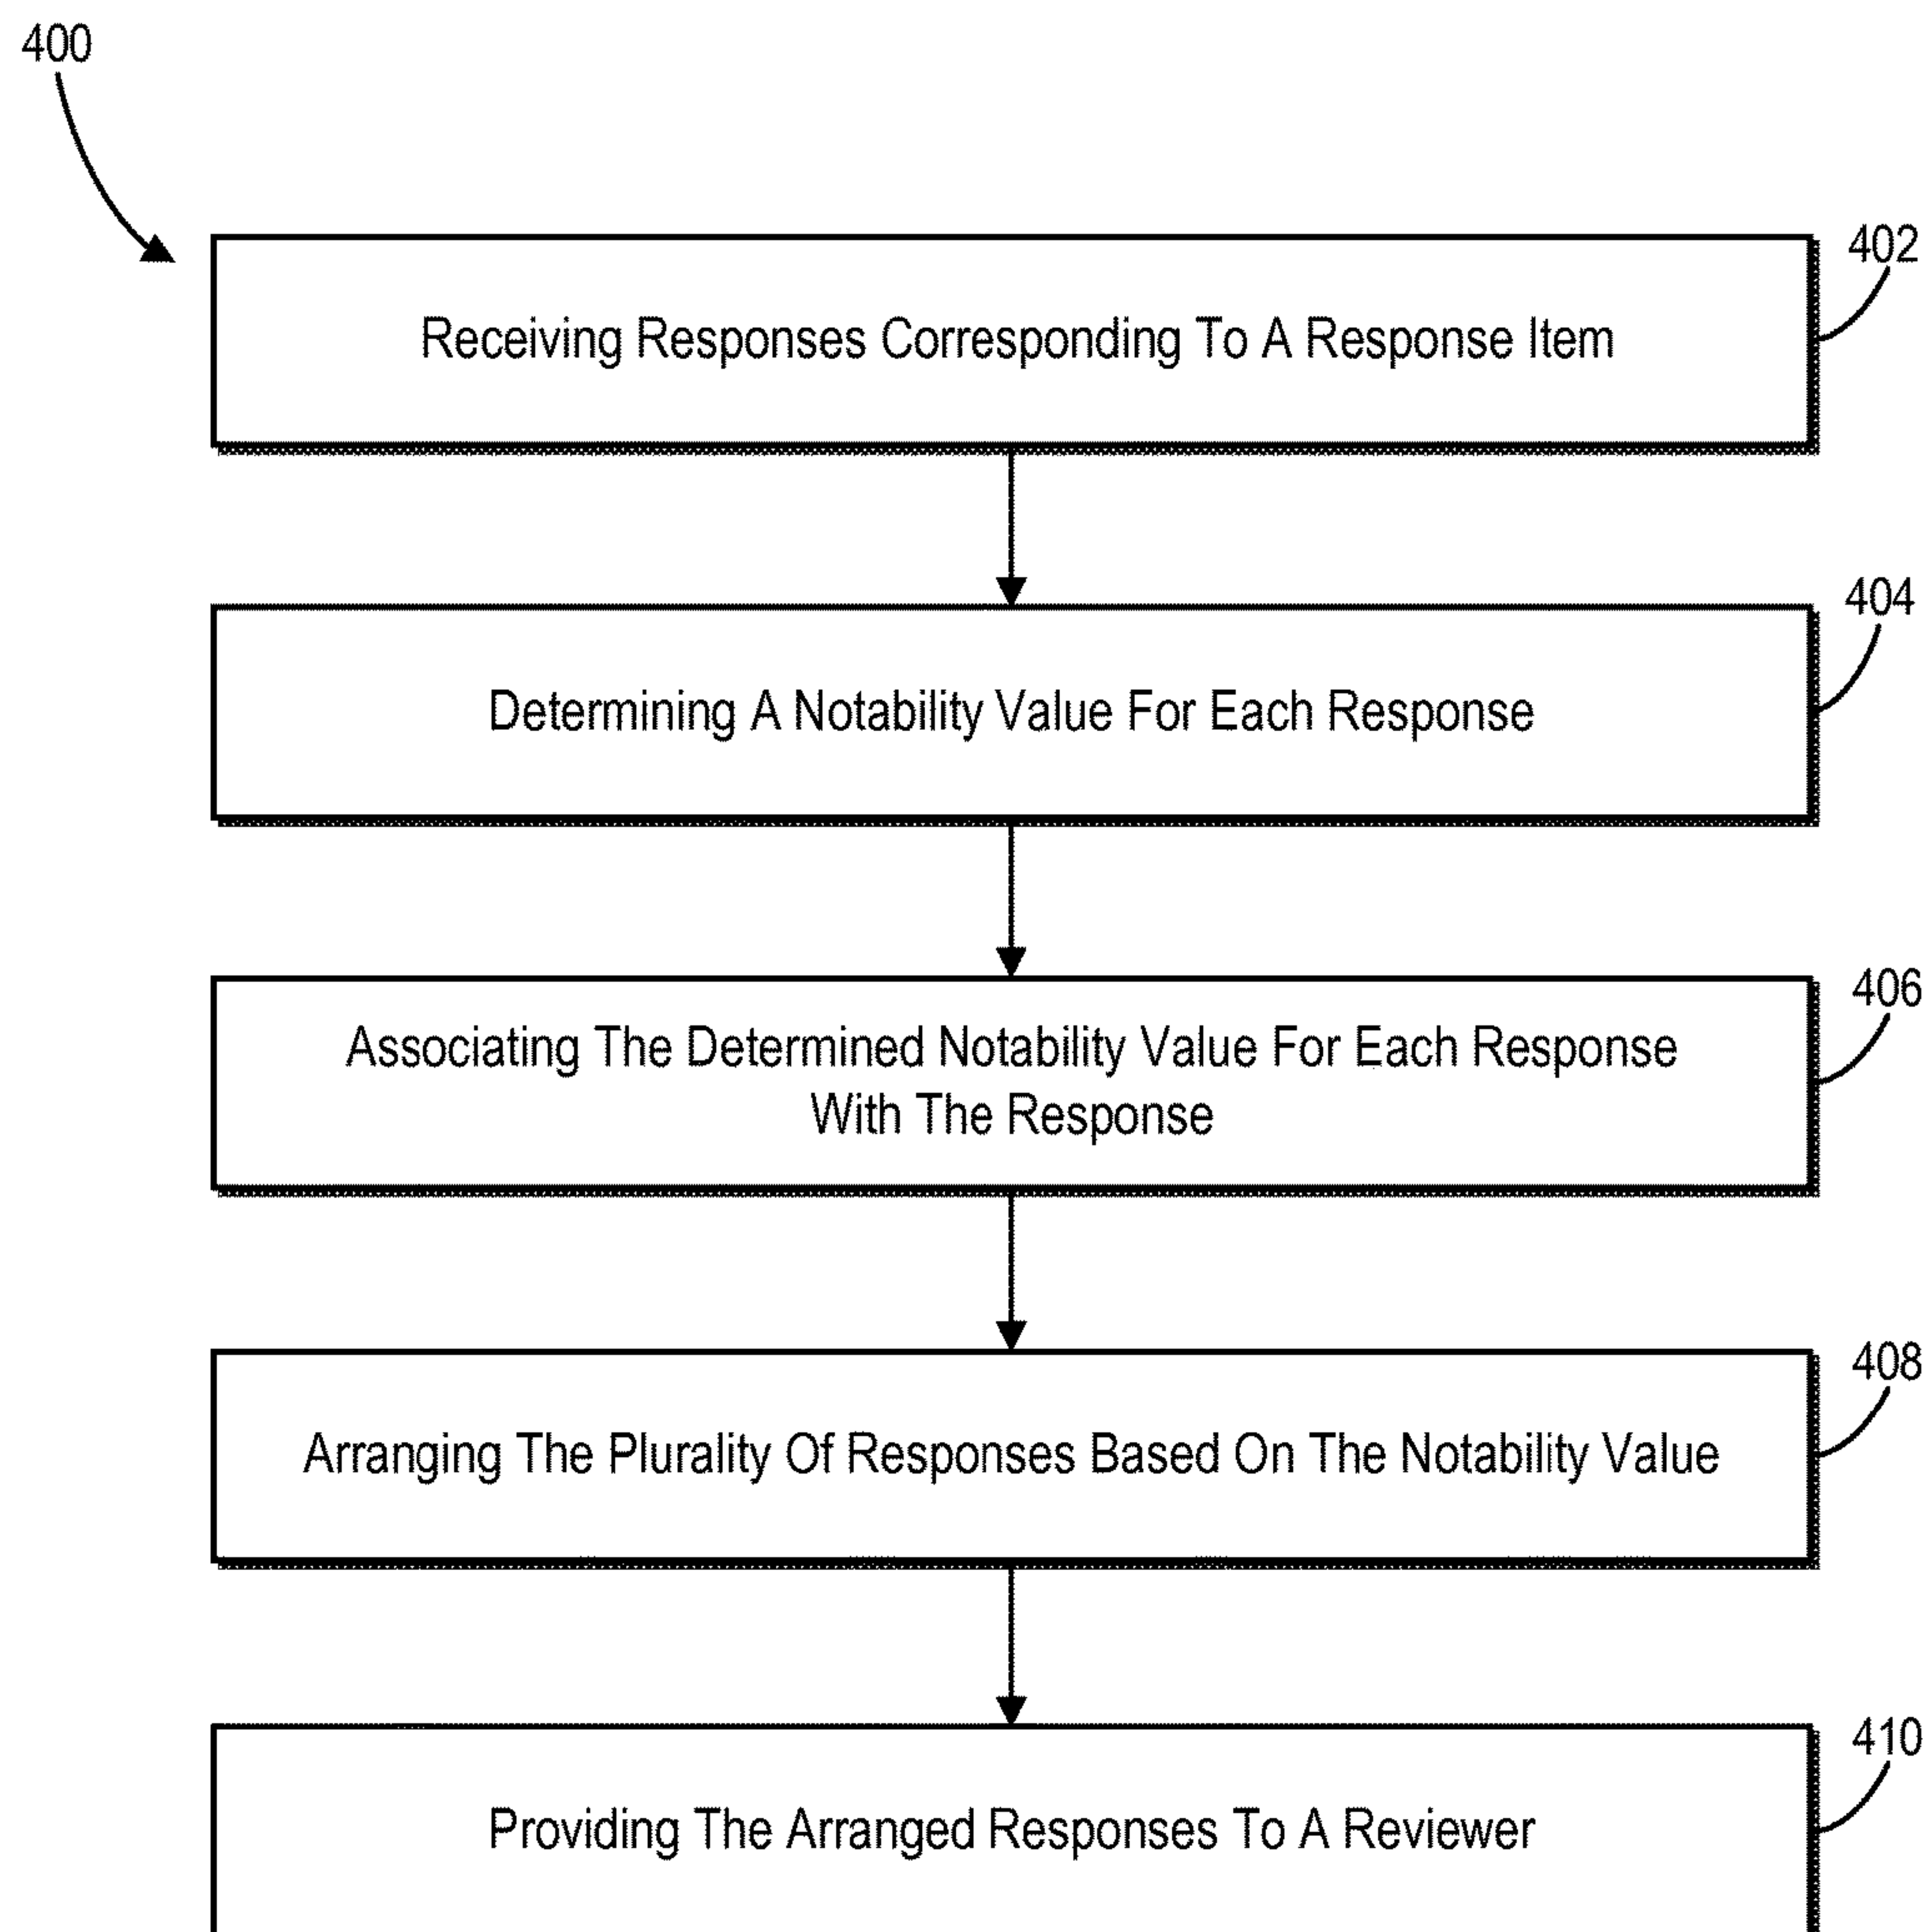 400
402
Receiving Responses Corresponding To A Response Item
404
Determining A Notability Value For Each Response
406
Associating The Determined Notability Value For Each Response
With The Response
408
Arranging The Plurality Of Responses Based On The Notability Value
410
Providing The Arranged Responses To A Reviewer